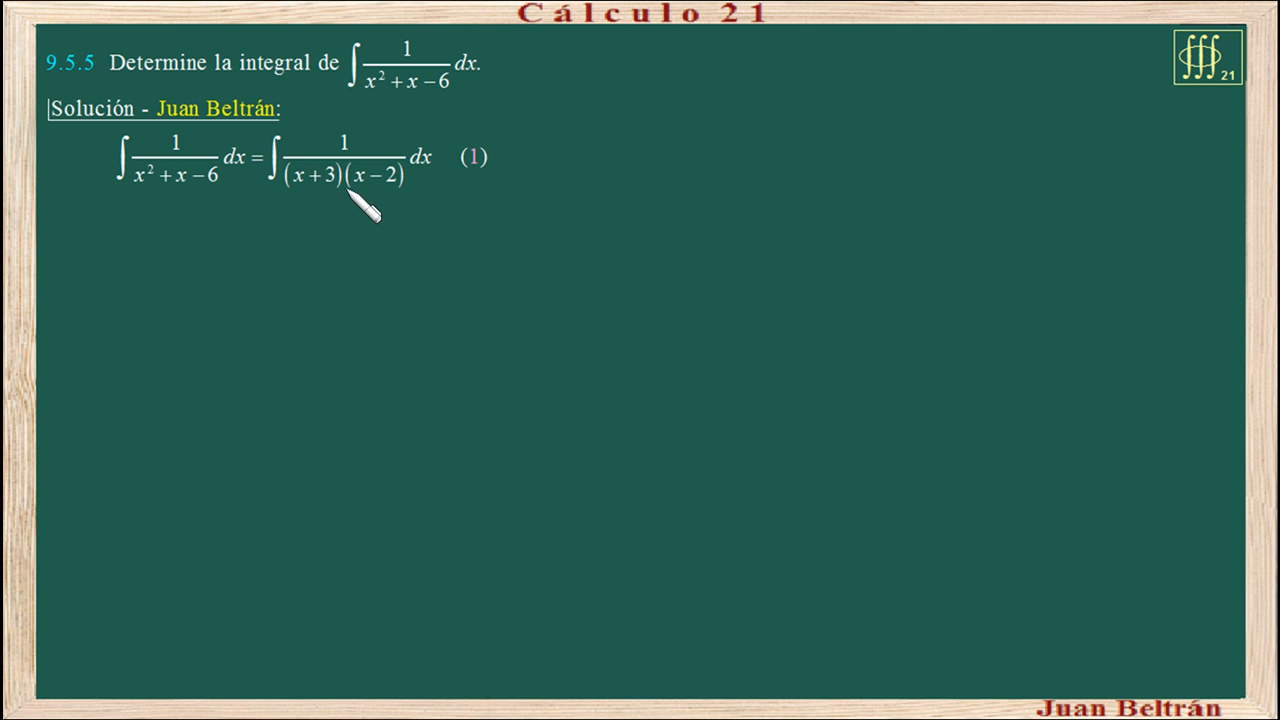 Cálculo 21
9.5.5 Determine la integral de ∫ 1/(x² + x − 6) dx.
21
Solución - Juan Beltrán:
∫ 1/(x² + x − 6) dx = ∫ 1/((x + 3)(x − 2)) dx (1)
Juan Beltrán